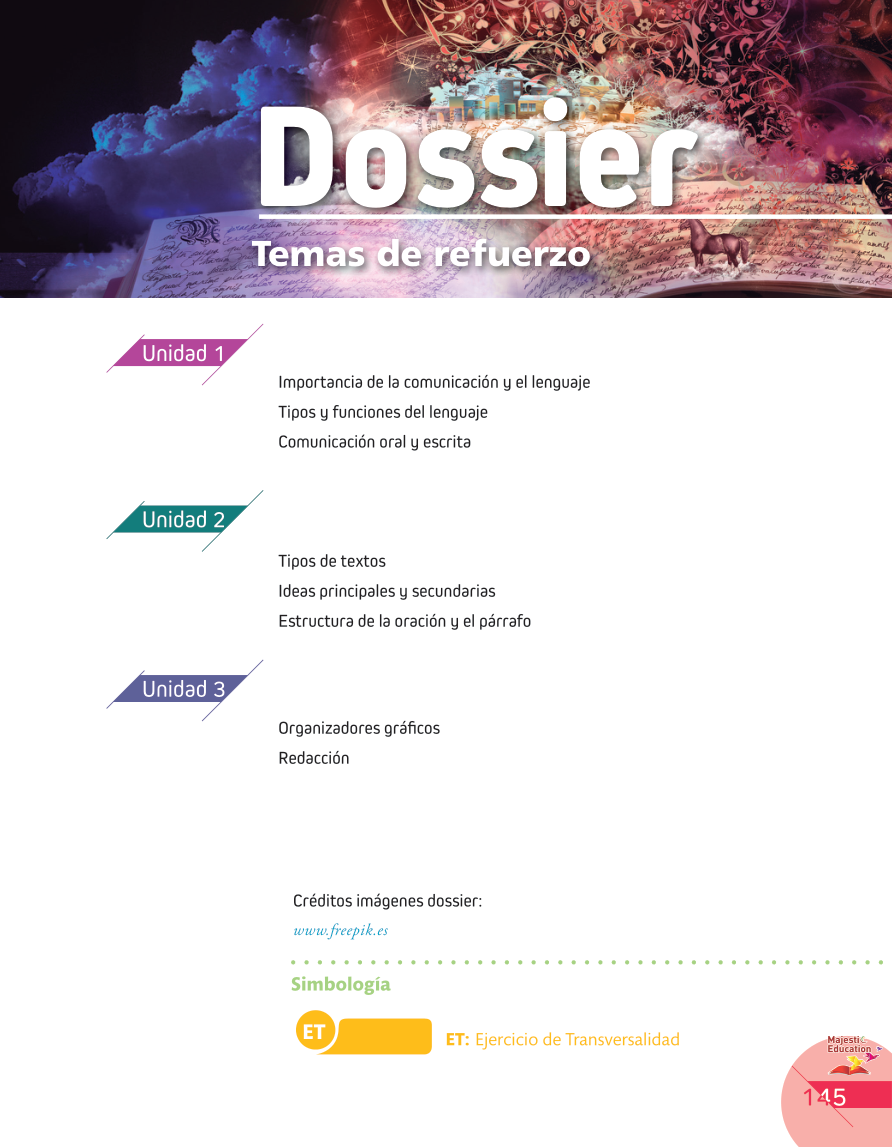 Dossier
Temas de refuerzo
Unidad 1
Importancia de la comunicación y el lenguaje
Tipos y funciones del lenguaje
Comunicación oral y escrita
Unidad 2
Tipos de textos
Ideas principales y secundarias
Estructura de la oración y el párrafo
Unidad 3
Organizadores gráficos
Redacción
Créditos imágenes dossier:
www.freepik.es
Simbología
ET
ET: Ejercicio de Transversalidad
Majestic
Education
145